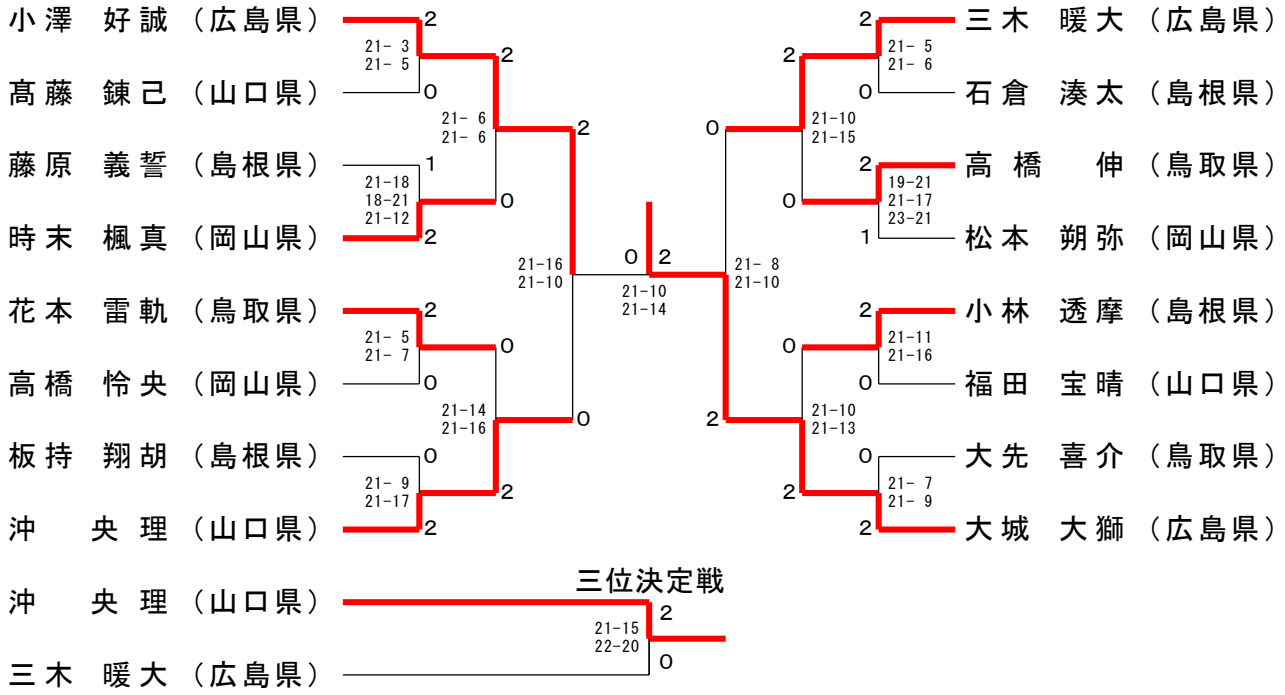 小澤 好誠 (広島県) 2 2 三木 暖大 (広島県)
21- 3 2 2 21- 5
21- 5 21- 6
髙藤 錬己 (山口県) 0 0 石倉 湊太 (島根県)
21- 6 2 0 21-10
21- 6 21-15
藤原 義誓 (島根県) 1 2 高橋 伸 (鳥取県)
21-18 19-21
18-21 0 0 21-17
21-12 23-21
時末 楓真 (岡山県) 2 1 松本 朔弥 (岡山県)
21-16 0 2 21- 8
21-10 21-10
21-10
21-14
花本 雷軌 (鳥取県) 2 2 小林 透摩 (島根県)
21- 5 0 0 21-11
21- 7 21-16
高橋 怜央 (岡山県) 0 0 福田 宝晴 (山口県)
21-14 0 2 21-10
21-16 21-13
板持 翔胡 (島根県) 0 0 大先 喜介 (鳥取県)
21- 9 2 2 21- 7
21-17 21- 9
沖 央理 (山口県) 2 2 大城 大獅 (広島県)
三位決定戦
沖 央理 (山口県) 2
21-15
22-20
三木 暖大 (広島県) 0